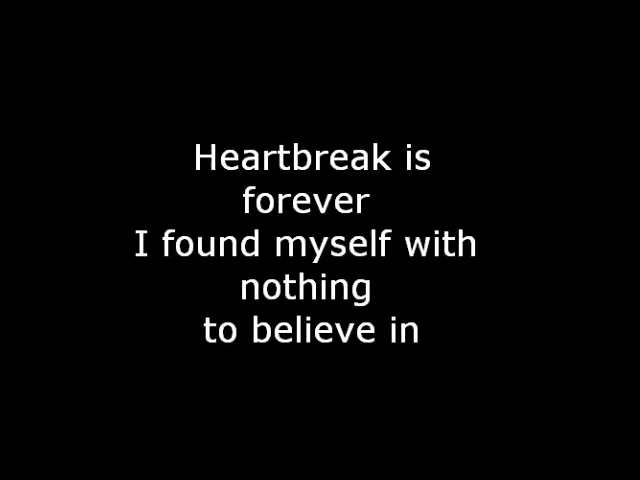 Heartbreak is
forever
I found myself with
nothing
to believe in